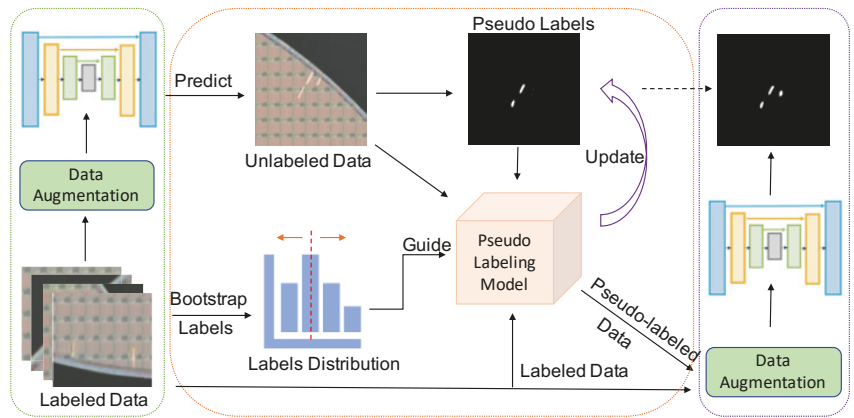 Pseudo Labels
Predict
Unlabeled Data
Update
Data
Augmentation
Guide
Pseudo
Labeling
Model
Bootstrap
Labels
Labels Distribution
Pseudo-labeled
Data
Labeled Data
Labeled Data
Data
Augmentation